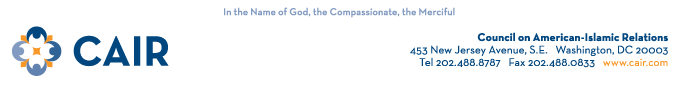 In the Name of God, the Compassionate, the Merciful
CAIR
Council on American-Islamic Relations
453 New Jersey Avenue, S.E. Washington, DC 20003
Tel 202.488.8787 Fax 202.488.0833 www.cair.com